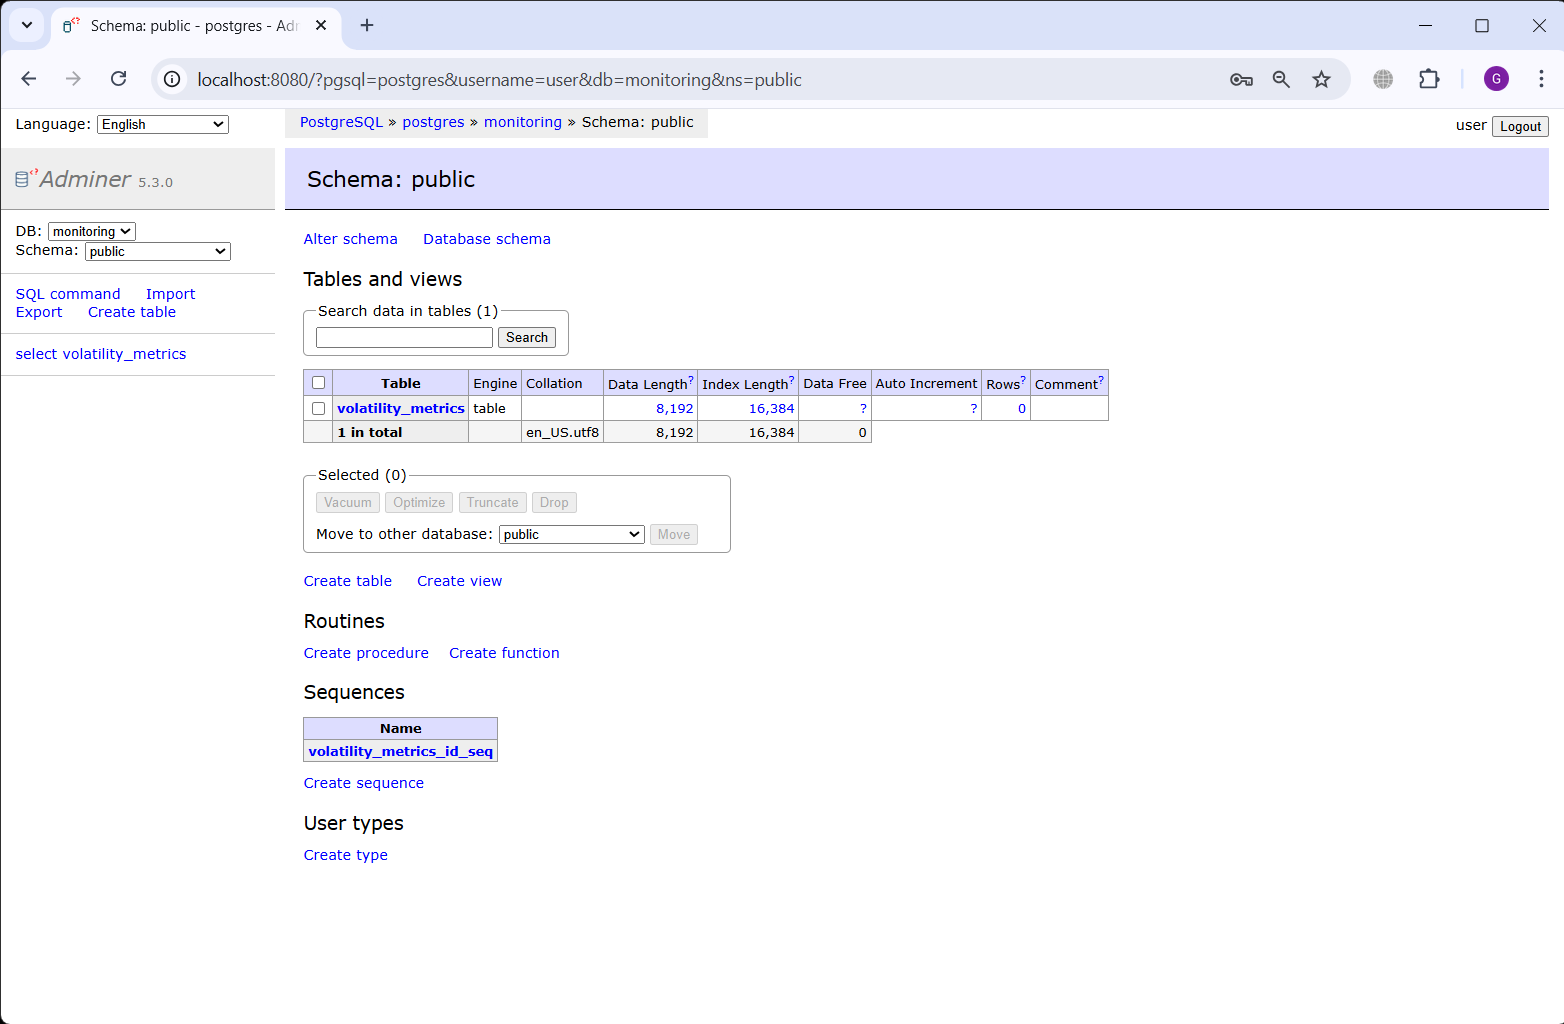 Schema: public - postgres - Adr
localhost:8080/?pgsql=postgres&username=user&db=monitoring&ns=public
G
Language: English
PostgreSQL » postgres » monitoring » Schema: public
user Logout
Adminer 5.3.0
Schema: public
DB: monitoring
Schema: public
SQL command Import
Export Create table
select volatility_metrics
Alter schema Database schema
Tables and views
Search data in tables (1)
Search
Table Engine Collation Data Length? Index Length? Data Free Auto Increment Rows? Comment?
volatility_metrics table 8,192 16,384 ? ? 0
1 in total en_US.utf8 8,192 16,384 0
Selected (0)
Vacuum Optimize Truncate Drop
Move to other database: public Move
Create table Create view
Routines
Create procedure Create function
Sequences
Name
volatility_metrics_id_seq
Create sequence
User types
Create type